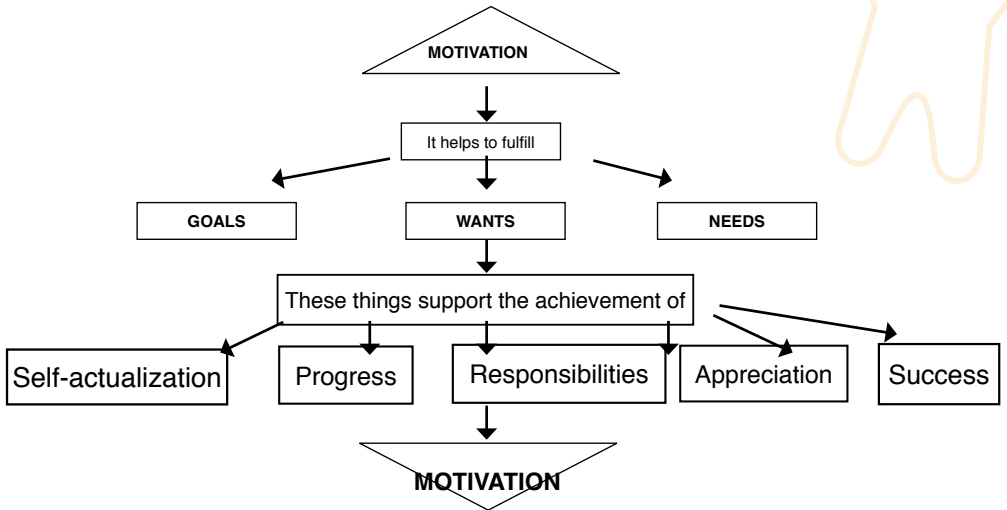 MOTIVATION
It helps to fulfill
GOALS
WANTS
NEEDS
These things support the achievement of
Self-actualization
Progress
Responsibilities
Appreciation
Success
MOTIVATION